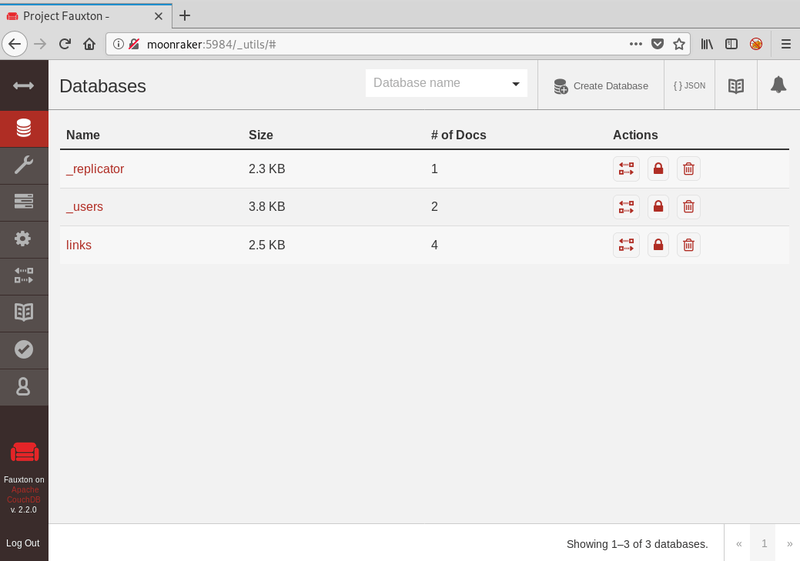 Project Fauxton -
moonraker:5984/_utils/#
Databases
Database name
Create Database
{ } JSON
Name Size # of Docs Actions
_replicator 2.3 KB 1
_users 3.8 KB 2
links 2.5 KB 4
Fauxton on
Apache
CouchDB
v. 2.2.0
Log Out
Showing 1–3 of 3 databases.
« 1 »